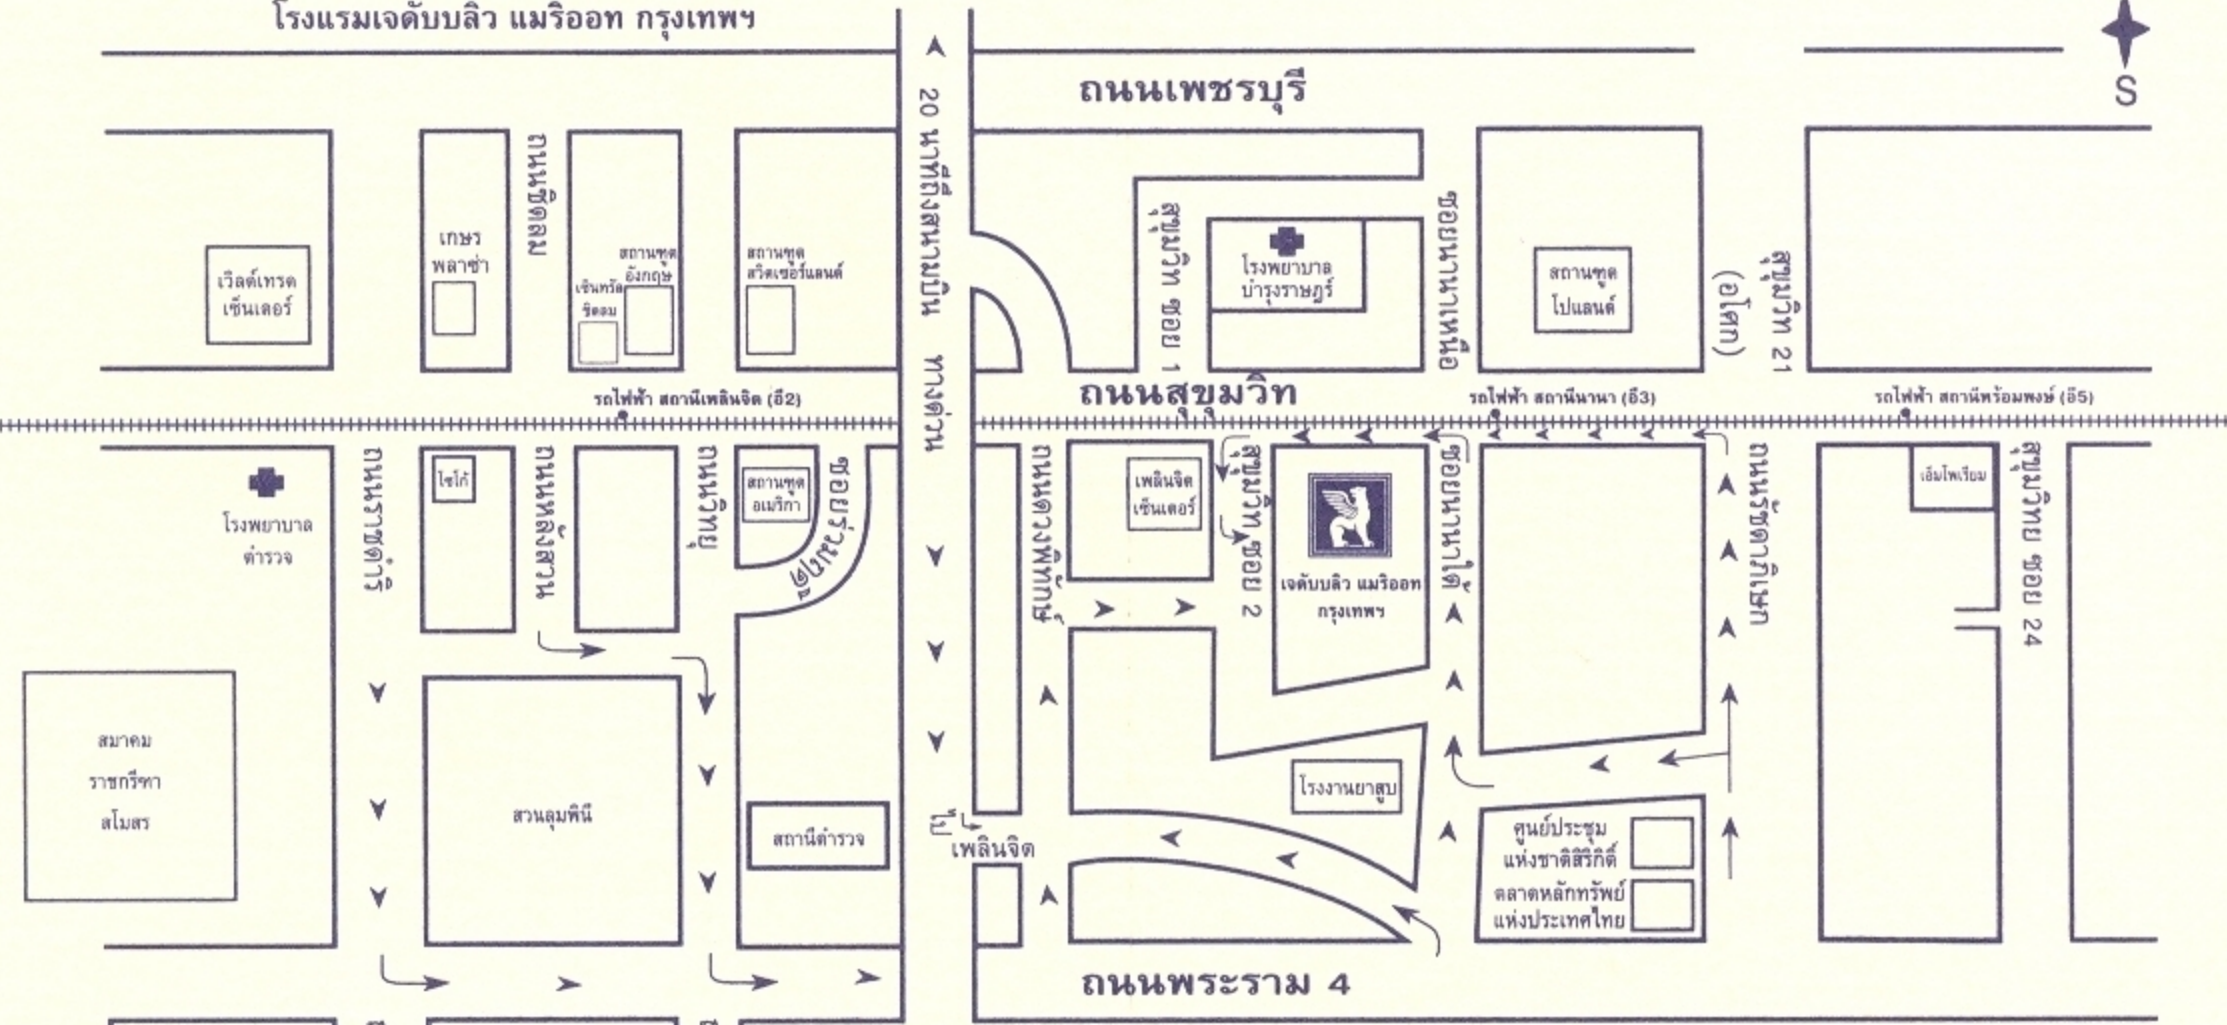 โรงแรมเจดับบลิว แมริออท กรุงเทพฯ
S
ถนนเพชรบุรี
20 นาทีถึงสนามบิน
ทางด่วน
ถนนชิดลม
เวิลด์เทรด
เซ็นเตอร์
เกษร
พลาซ่า
สถานทูต
อังกฤษ
เซ็นทรัล
ชิดลม
สถานทูต
สวิตเซอร์แลนด์
สุขุมวิท ซอย 1
โรงพยาบาล
บำรุงราษฎร์
ซอยนานาเหนือ
สถานทูต
โปแลนด์
สุขุมวิท 21
(อโศก)
รถไฟฟ้า สถานีเพลินจิต (อี2)
ถนนสุขุมวิท
รถไฟฟ้า สถานีนานา (อี3)
รถไฟฟ้า สถานีพร้อมพงษ์ (อี5)
โรงพยาบาล
ตำรวจ
ถนนราชดำริ
โซโก้
ถนนหลังสวน
ถนนวิทยุ
สถานทูต
อเมริกา
ซอยร่วมฤดี
ถนนดวงพิทักษ์
เพลินจิต
เซ็นเตอร์
สุขุมวิท ซอย 2
เจดับบลิว แมริออท
กรุงเทพฯ
ซอยนานาใต้
ถนนรัชดาภิเษก
เอ็มโพเรียม
สุขุมวิทย ซอย 24
สมาคม
ราชกรีฑา
สโมสร
สวนลุมพินี
สถานีตำรวจ
ไป
เพลินจิต
โรงงานยาสูบ
ศูนย์ประชุม
แห่งชาติสิริกิติ์
ตลาดหลักทรัพย์
แห่งประเทศไทย
ถนนพระราม 4